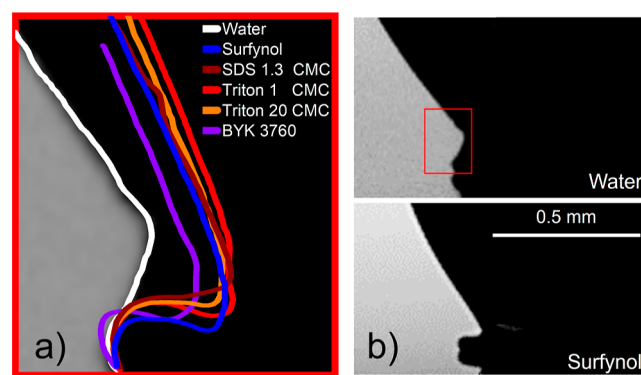 Water
Surfynol
SDS 1.3 CMC
Triton 1 CMC
Triton 20 CMC
BYK 3760
a)
Water
0.5 mm
b)
Surfynol